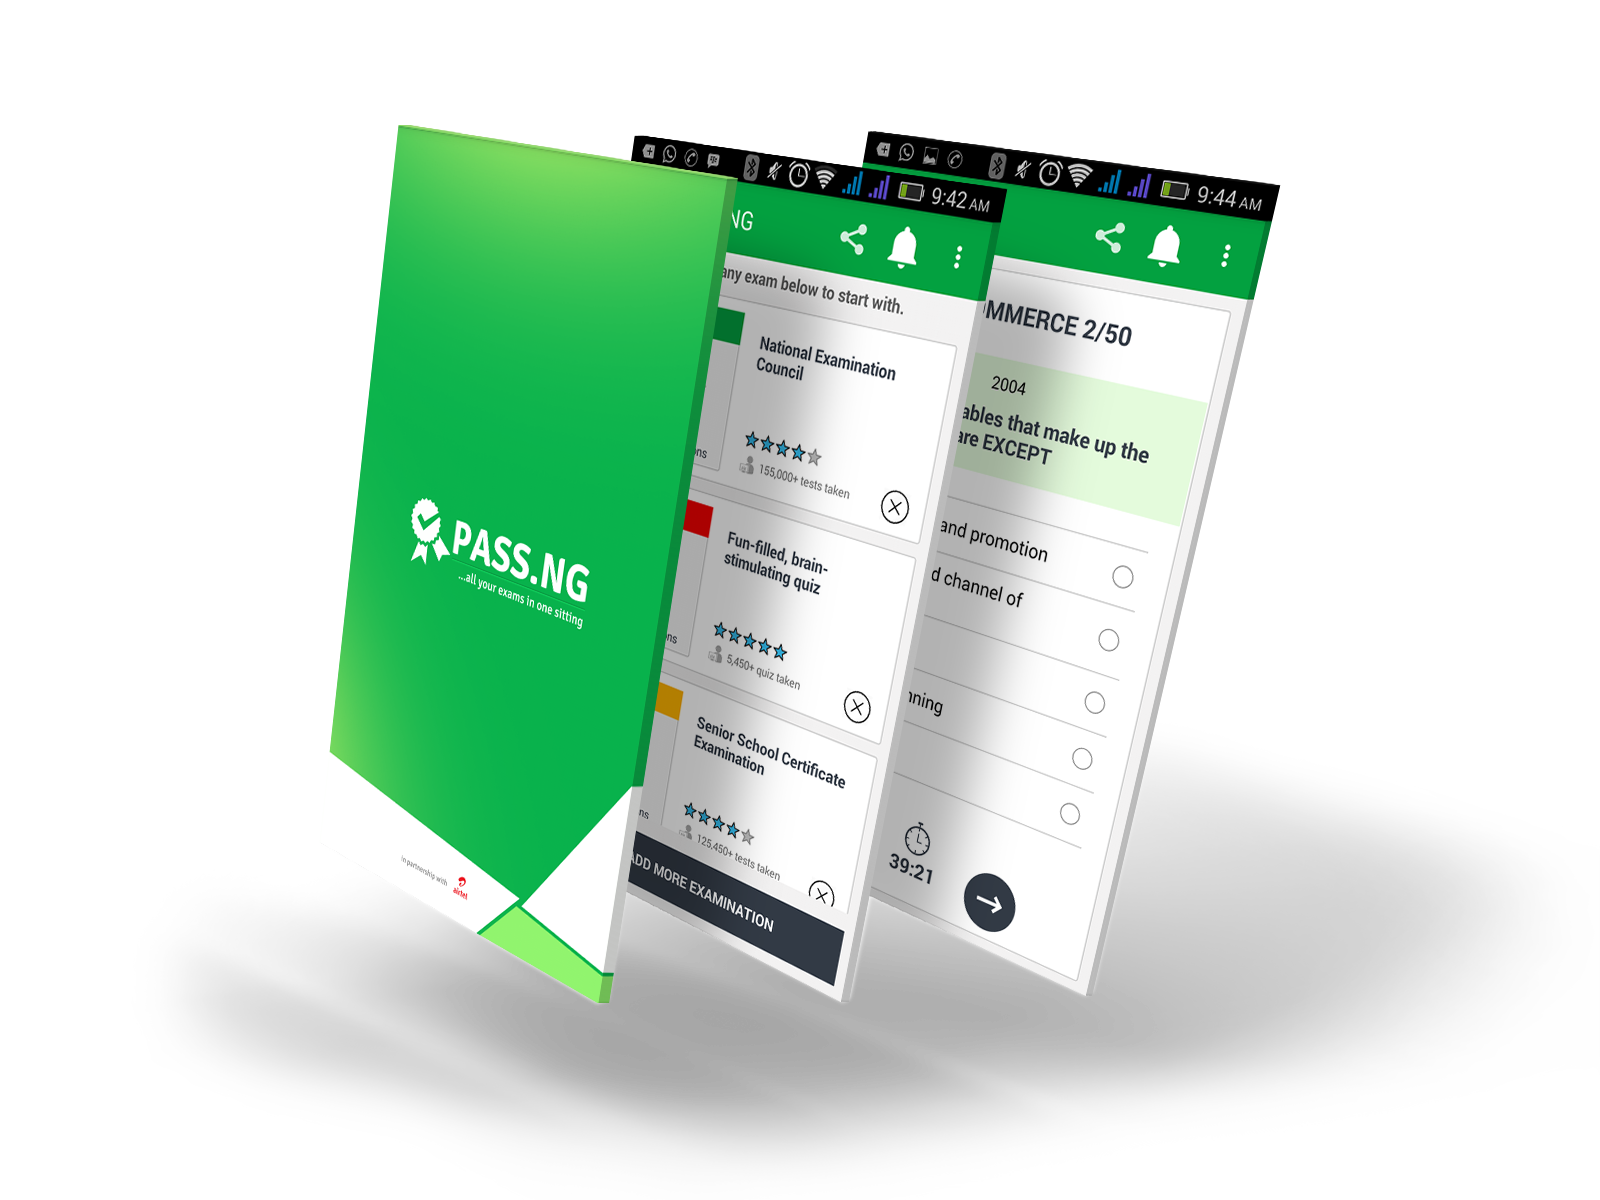 PASS.NG
...all your exams in one sitting
In partnership with
airtel
9:42 AM
NG
any exam below to start with.
National Examination
Council
155,000+ tests taken
ns
Fun-filled, brain-
stimulating quiz
5,450+ quiz taken
ns
Senior School Certificate
Examination
125,450+ tests taken
ns
ADD MORE EXAMINATION
9:44 AM
MMERCE 2/50
2004
ables that make up the
are EXCEPT
and promotion
d channel of
nning
39:21